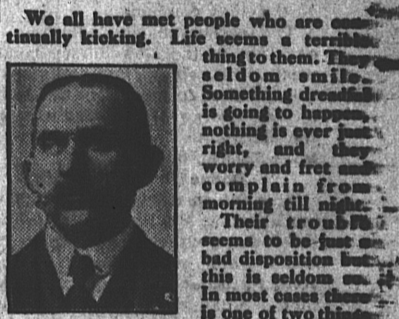 We all have met people who are con-
tinually kicking. Life seems a terrible
thing to them. They
seldom smile.
Something dreadful
is going to happen,
nothing is ever just
right, and they
worry and fret and
complain from
morning till night.
Their trouble
seems to be just a
bad disposition but
this is seldom so.
In most cases there
is one of two things